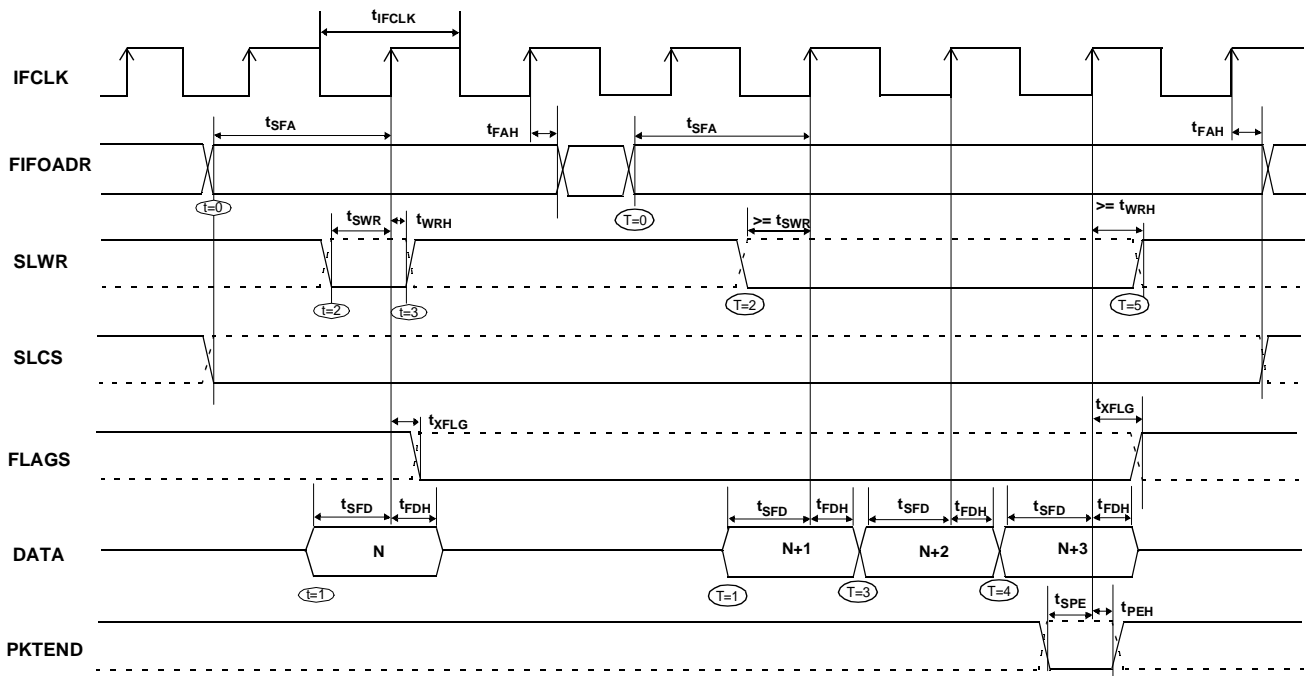 tIFCLK
IFCLK
tSFA
tFAH
tSFA
tFAH
FIFOADR
t=0
tSWR
tWRH
T=0
>= tSWR
>= tWRH
SLWR
t=2
t=3
T=2
T=5
SLCS
tXFLG
tXFLG
FLAGS
tSFD
tFDH
tSFD
tFDH
tSFD
tFDH
tSFD
tFDH
DATA
N
N+1
N+2
N+3
t=1
T=1
T=3
T=4
tSPE
tPEH
PKTEND